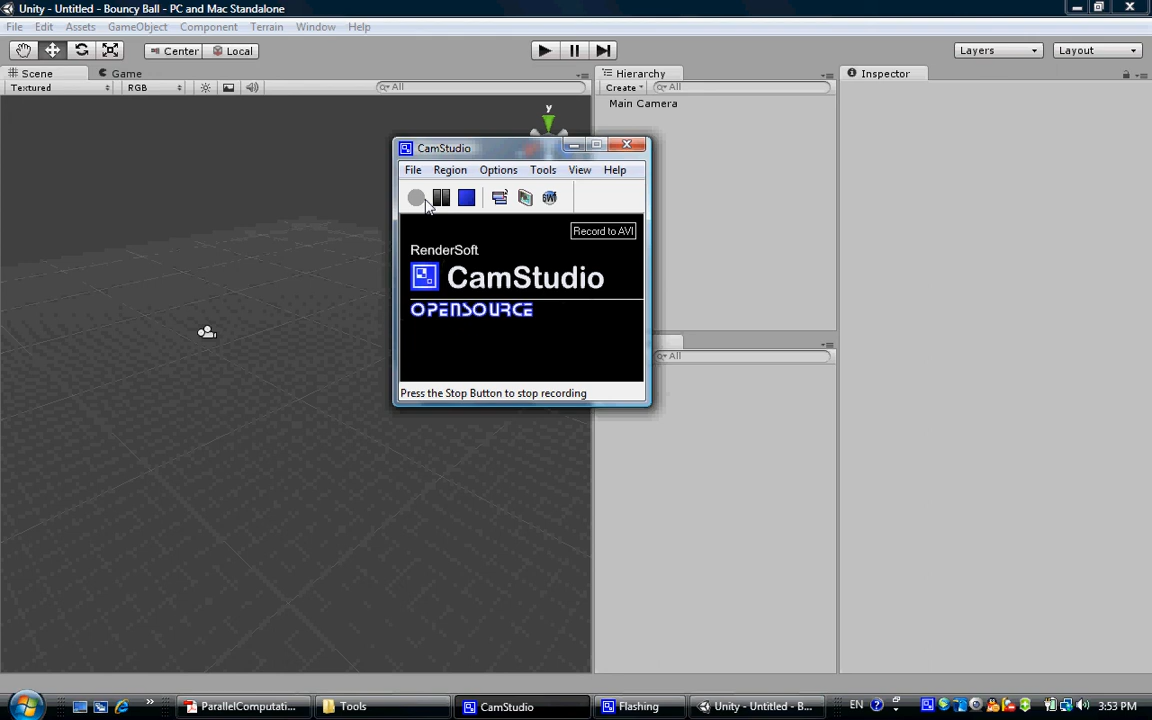 Unity - Untitled - Bouncy Ball - PC and Mac Standalone
File Edit Assets GameObject Component Terrain Window Help
Center Local Layers Layout
Scene Game Hierarchy Inspector
Textured RGB All Create All
Main Camera
y
CamStudio
File Region Options Tools View Help
Record to AVI
RenderSoft
CamStudio
OPENSOURCE
All
Press the Stop Button to stop recording
ParallelComputati... Tools CamStudio Flashing Unity - Untitled - B... EN 3:53 PM